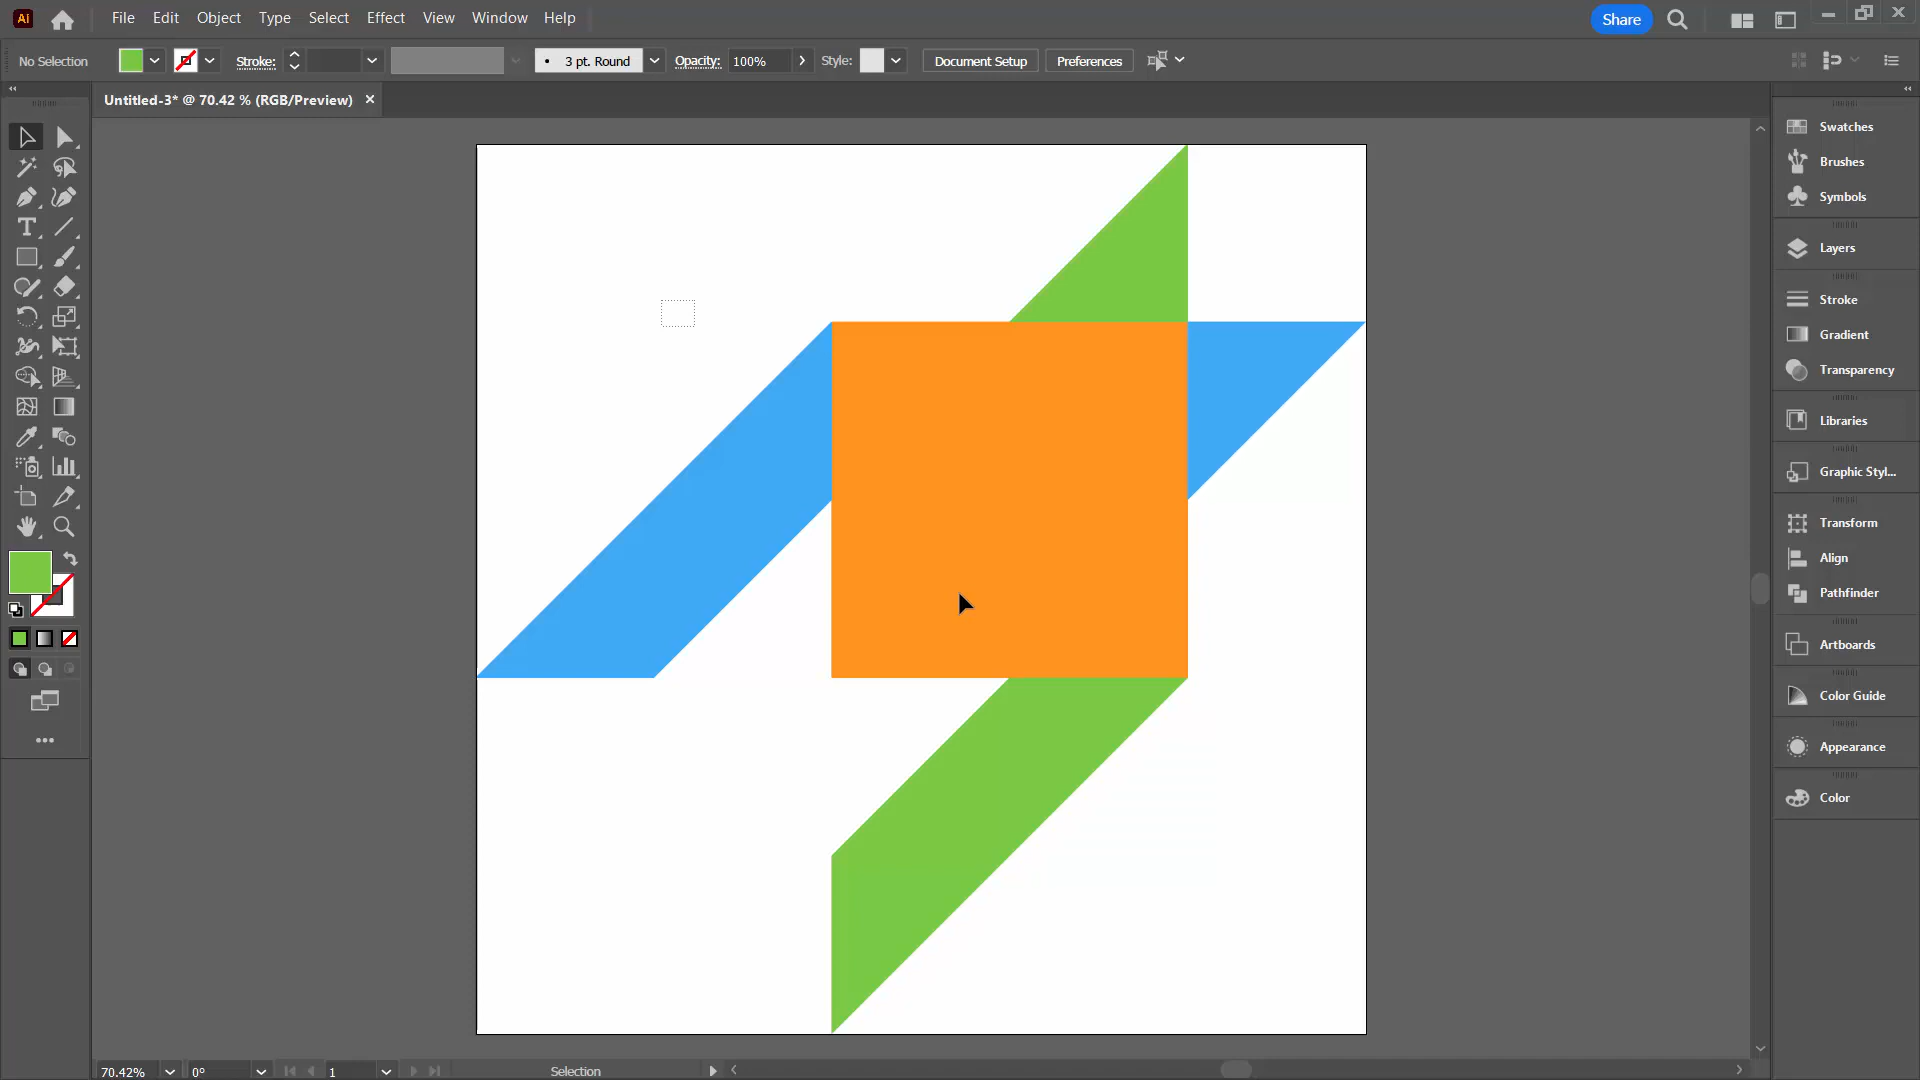 Ai File Edit Object Type Select Effect View Window Help Share
No Selection Stroke: 3 pt. Round Opacity: 100% Style: Document Setup Preferences
Untitled-3* @ 70.42 % (RGB/Preview)
Swatches
Brushes
Symbols
Layers
Stroke
Gradient
Transparency
Libraries
Graphic Styl...
Transform
Align
Pathfinder
Artboards
Color Guide
Appearance
Color
70.42% 0° 1 Selection